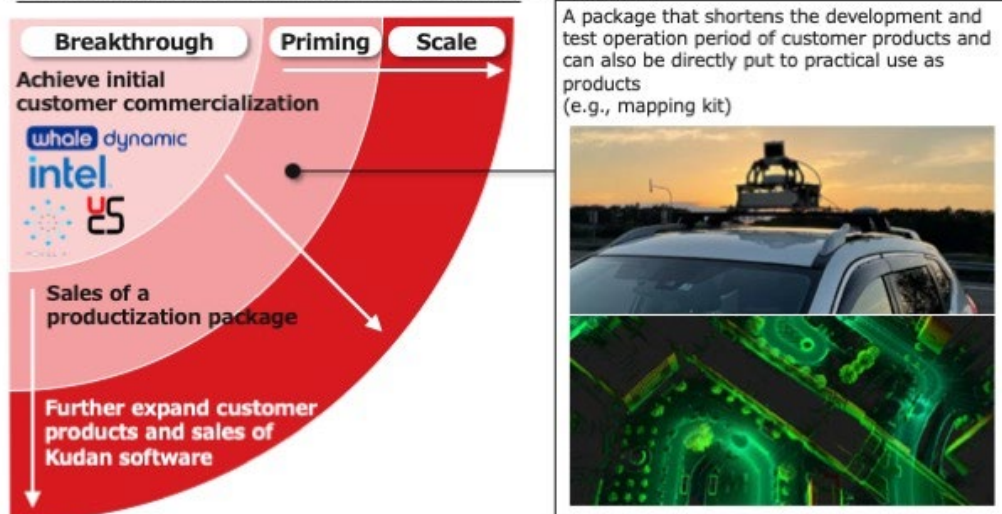 Breakthrough
Priming
Scale
Achieve initial
customer commercialization
whale dynamic
intel.
Sales of a
productization package
Further expand customer
products and sales of
Kudan software
A package that shortens the development and
test operation period of customer products and
can also be directly put to practical use as
products
(e.g., mapping kit)